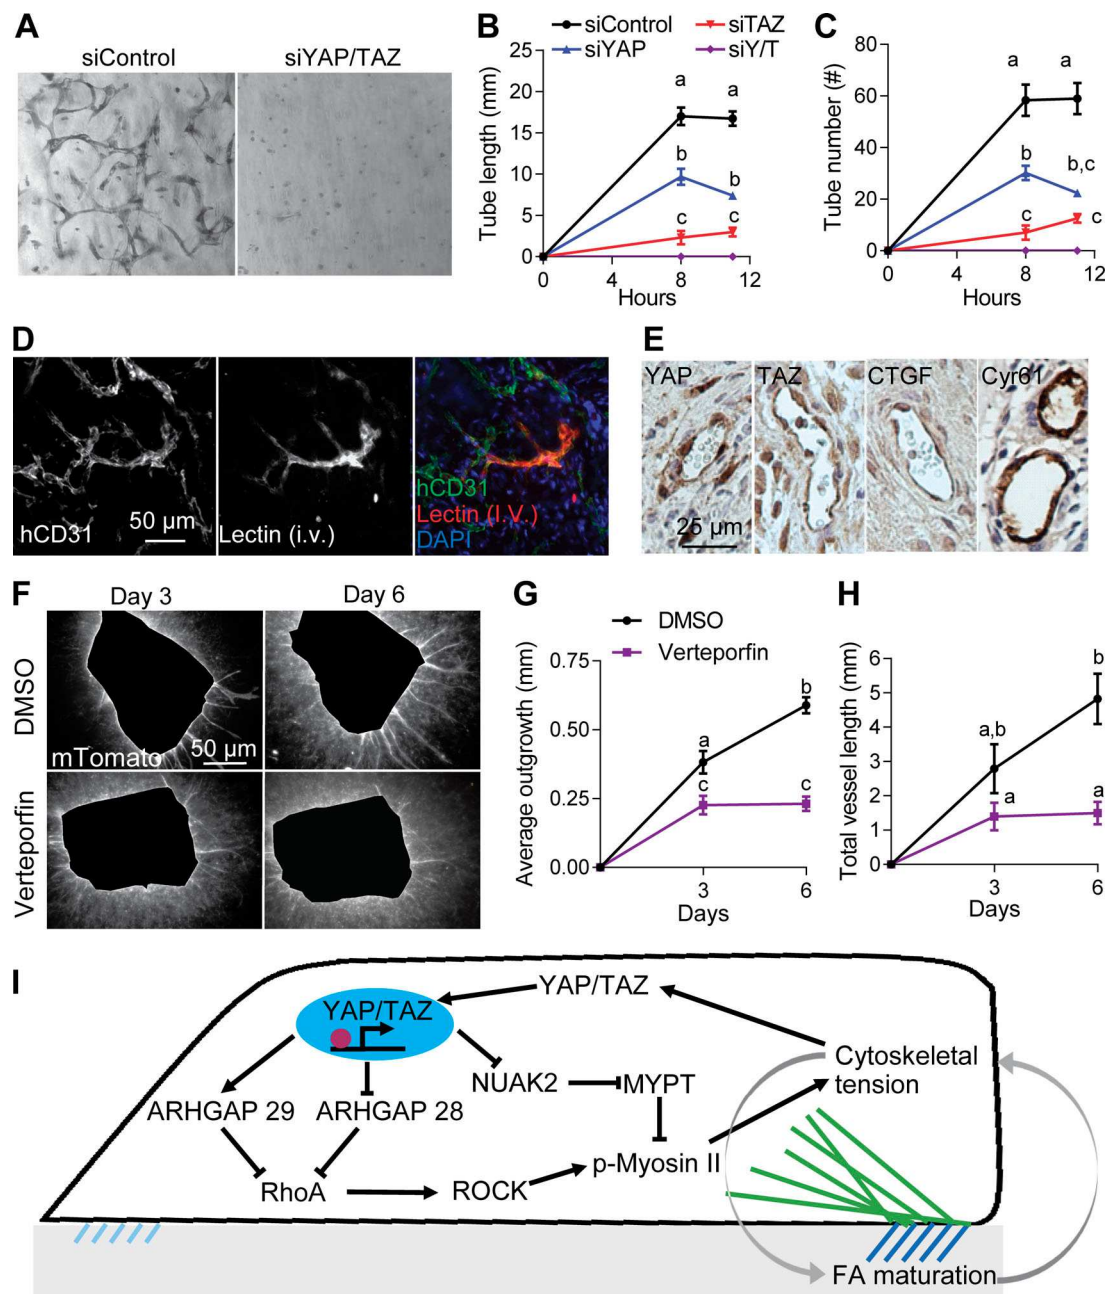 A
siControl
siYAP/TAZ
B
siControl
siTAZ
siYAP
siY/T
Tube length (mm)
25
20
15
10
5
0
a
a
b
b
c
c
0
4
8
12
Hours
C
Tube number (#)
80
60
40
20
0
a
a
b
b,c
c
c
0
4
8
12
Hours
D
hCD31
50 µm
Lectin (i.v.)
hCD31
Lectin (I.V.)
DAPI
E
YAP
TAZ
CTGF
Cyr61
25 µm
F
Day 3
Day 6
DMSO
mTomato
50 µm
Verteporfin
G
DMSO
Verteporfin
Average outgrowth (mm)
0.75
0.50
0.25
0.00
a
b
c
c
3
6
Days
H
Total vessel length (mm)
6
5
4
3
2
1
0
a,b
b
a
a
3
6
Days
I
YAP/TAZ
YAP/TAZ
Cytoskeletal
tension
NUAK2
MYPT
ARHGAP 29
ARHGAP 28
p-Myosin II
RhoA
ROCK
FA maturation